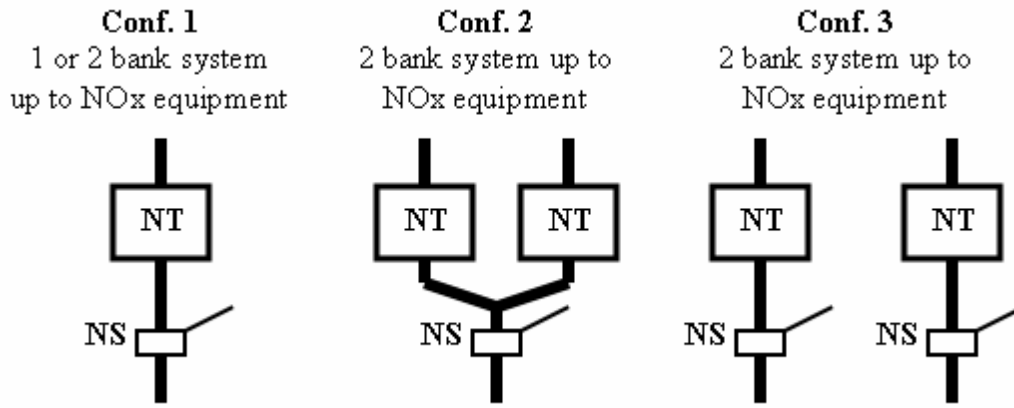 Conf. 1
1 or 2 bank system
up to NOx equipment
NT
NS
Conf. 2
2 bank system up to
NOx equipment
NT NT
NS
Conf. 3
2 bank system up to
NOx equipment
NT NT
NS NS